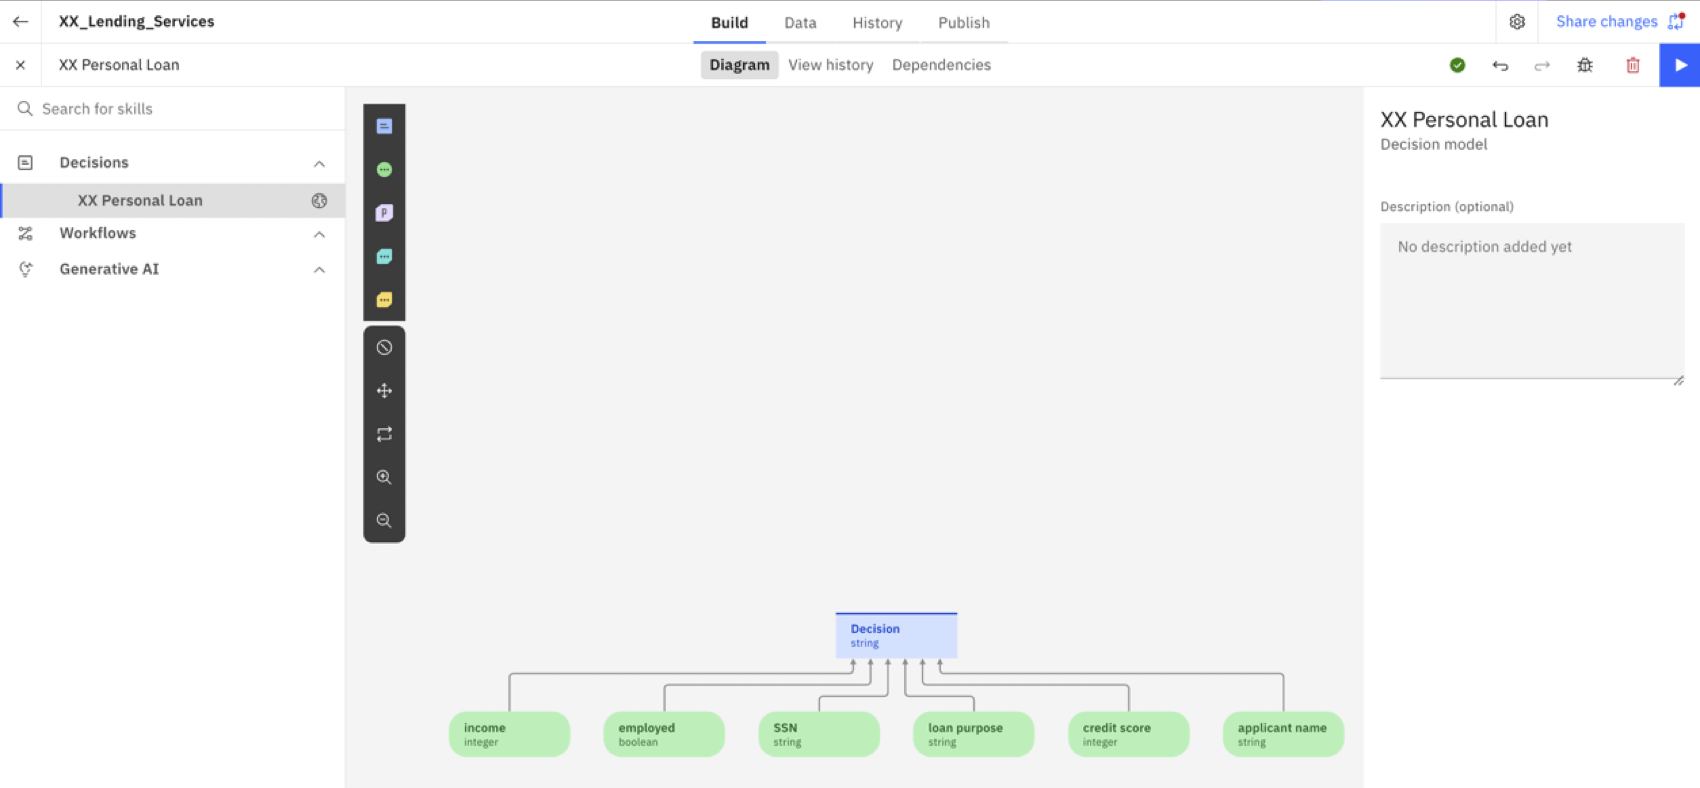 XX_Lending_Services
Build
Data
History
Publish
Share changes
XX Personal Loan
Diagram
View history
Dependencies
Search for skills
Decisions
XX Personal Loan
Workflows
Generative AI
p
XX Personal Loan
Decision model
Description (optional)
No description added yet
Decision
string
income
integer
employed
boolean
SSN
string
loan purpose
string
credit score
integer
applicant name
string